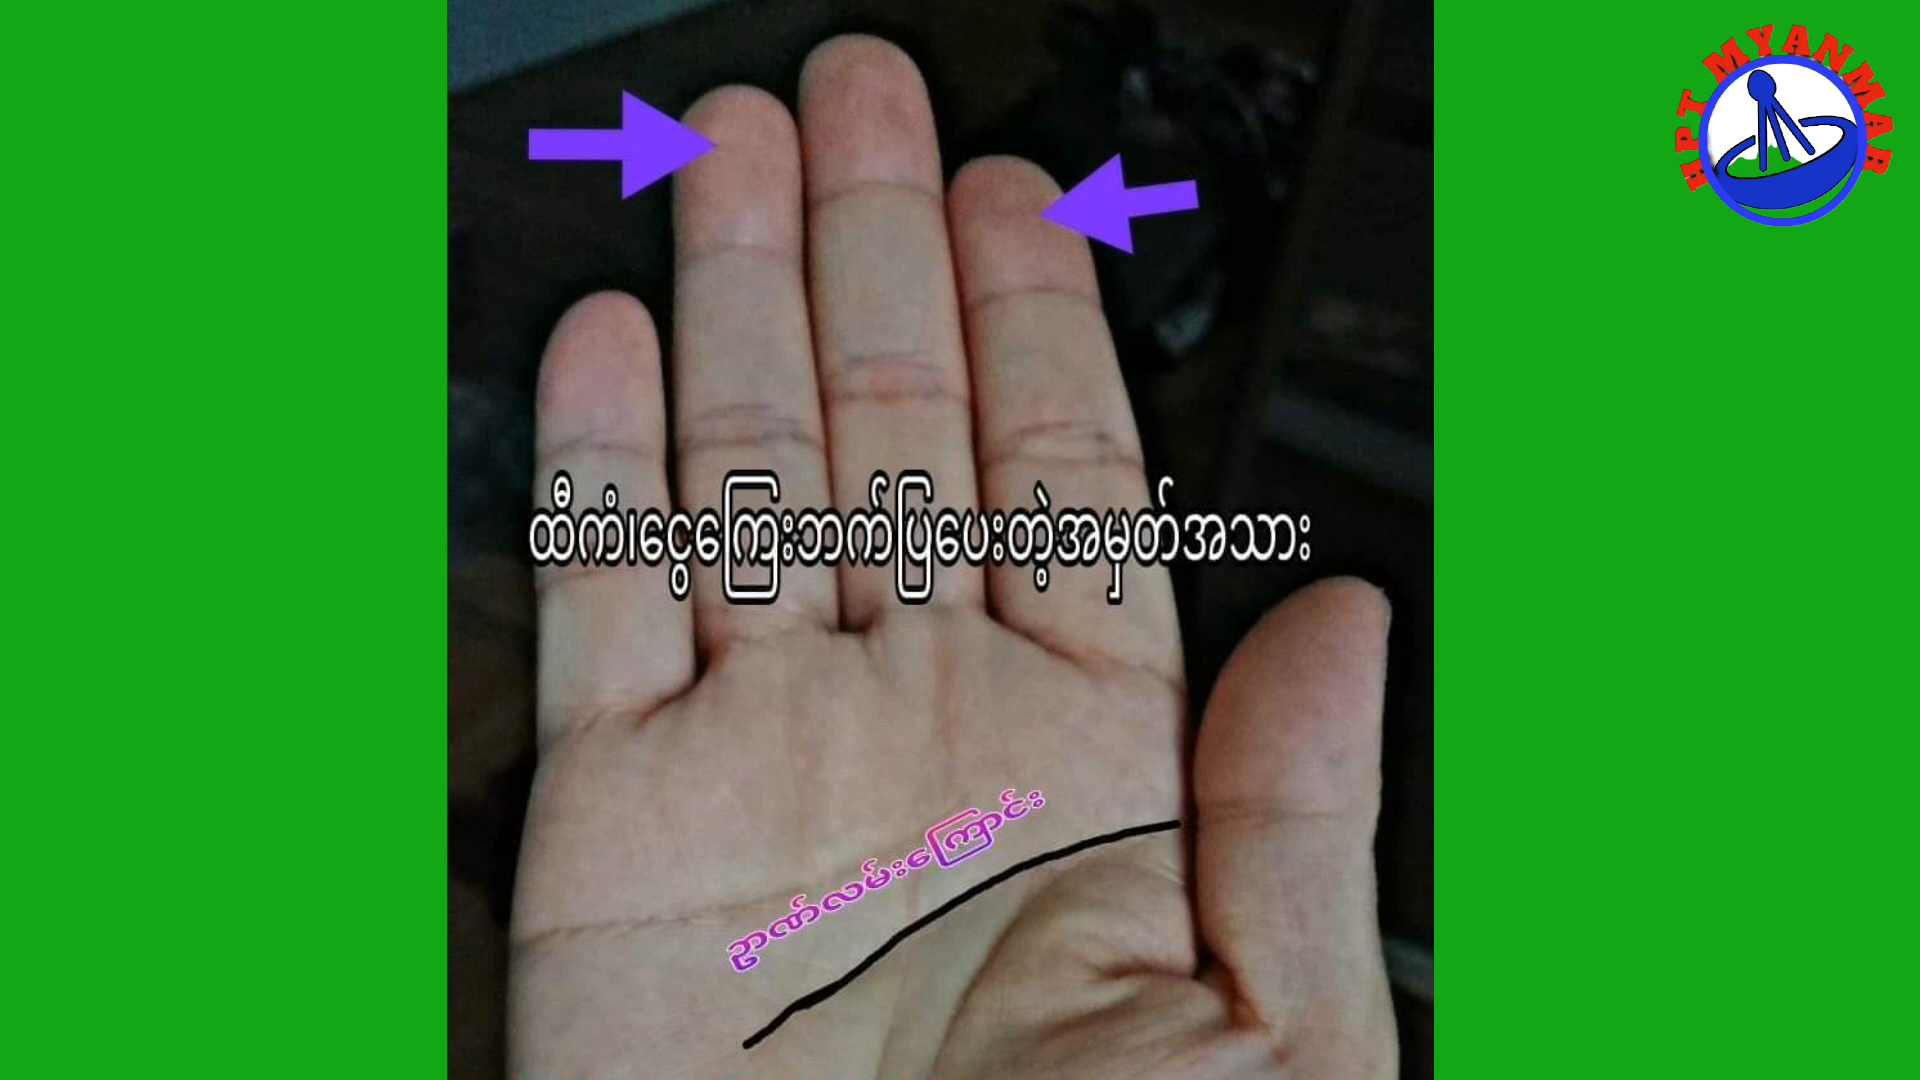 HPT MYANMAR
ထီကံ၊ငွေကြေးဘက်ပြပေးတဲ့အမှတ်အသား
ဥာဏ်လမ်းကြောင်း